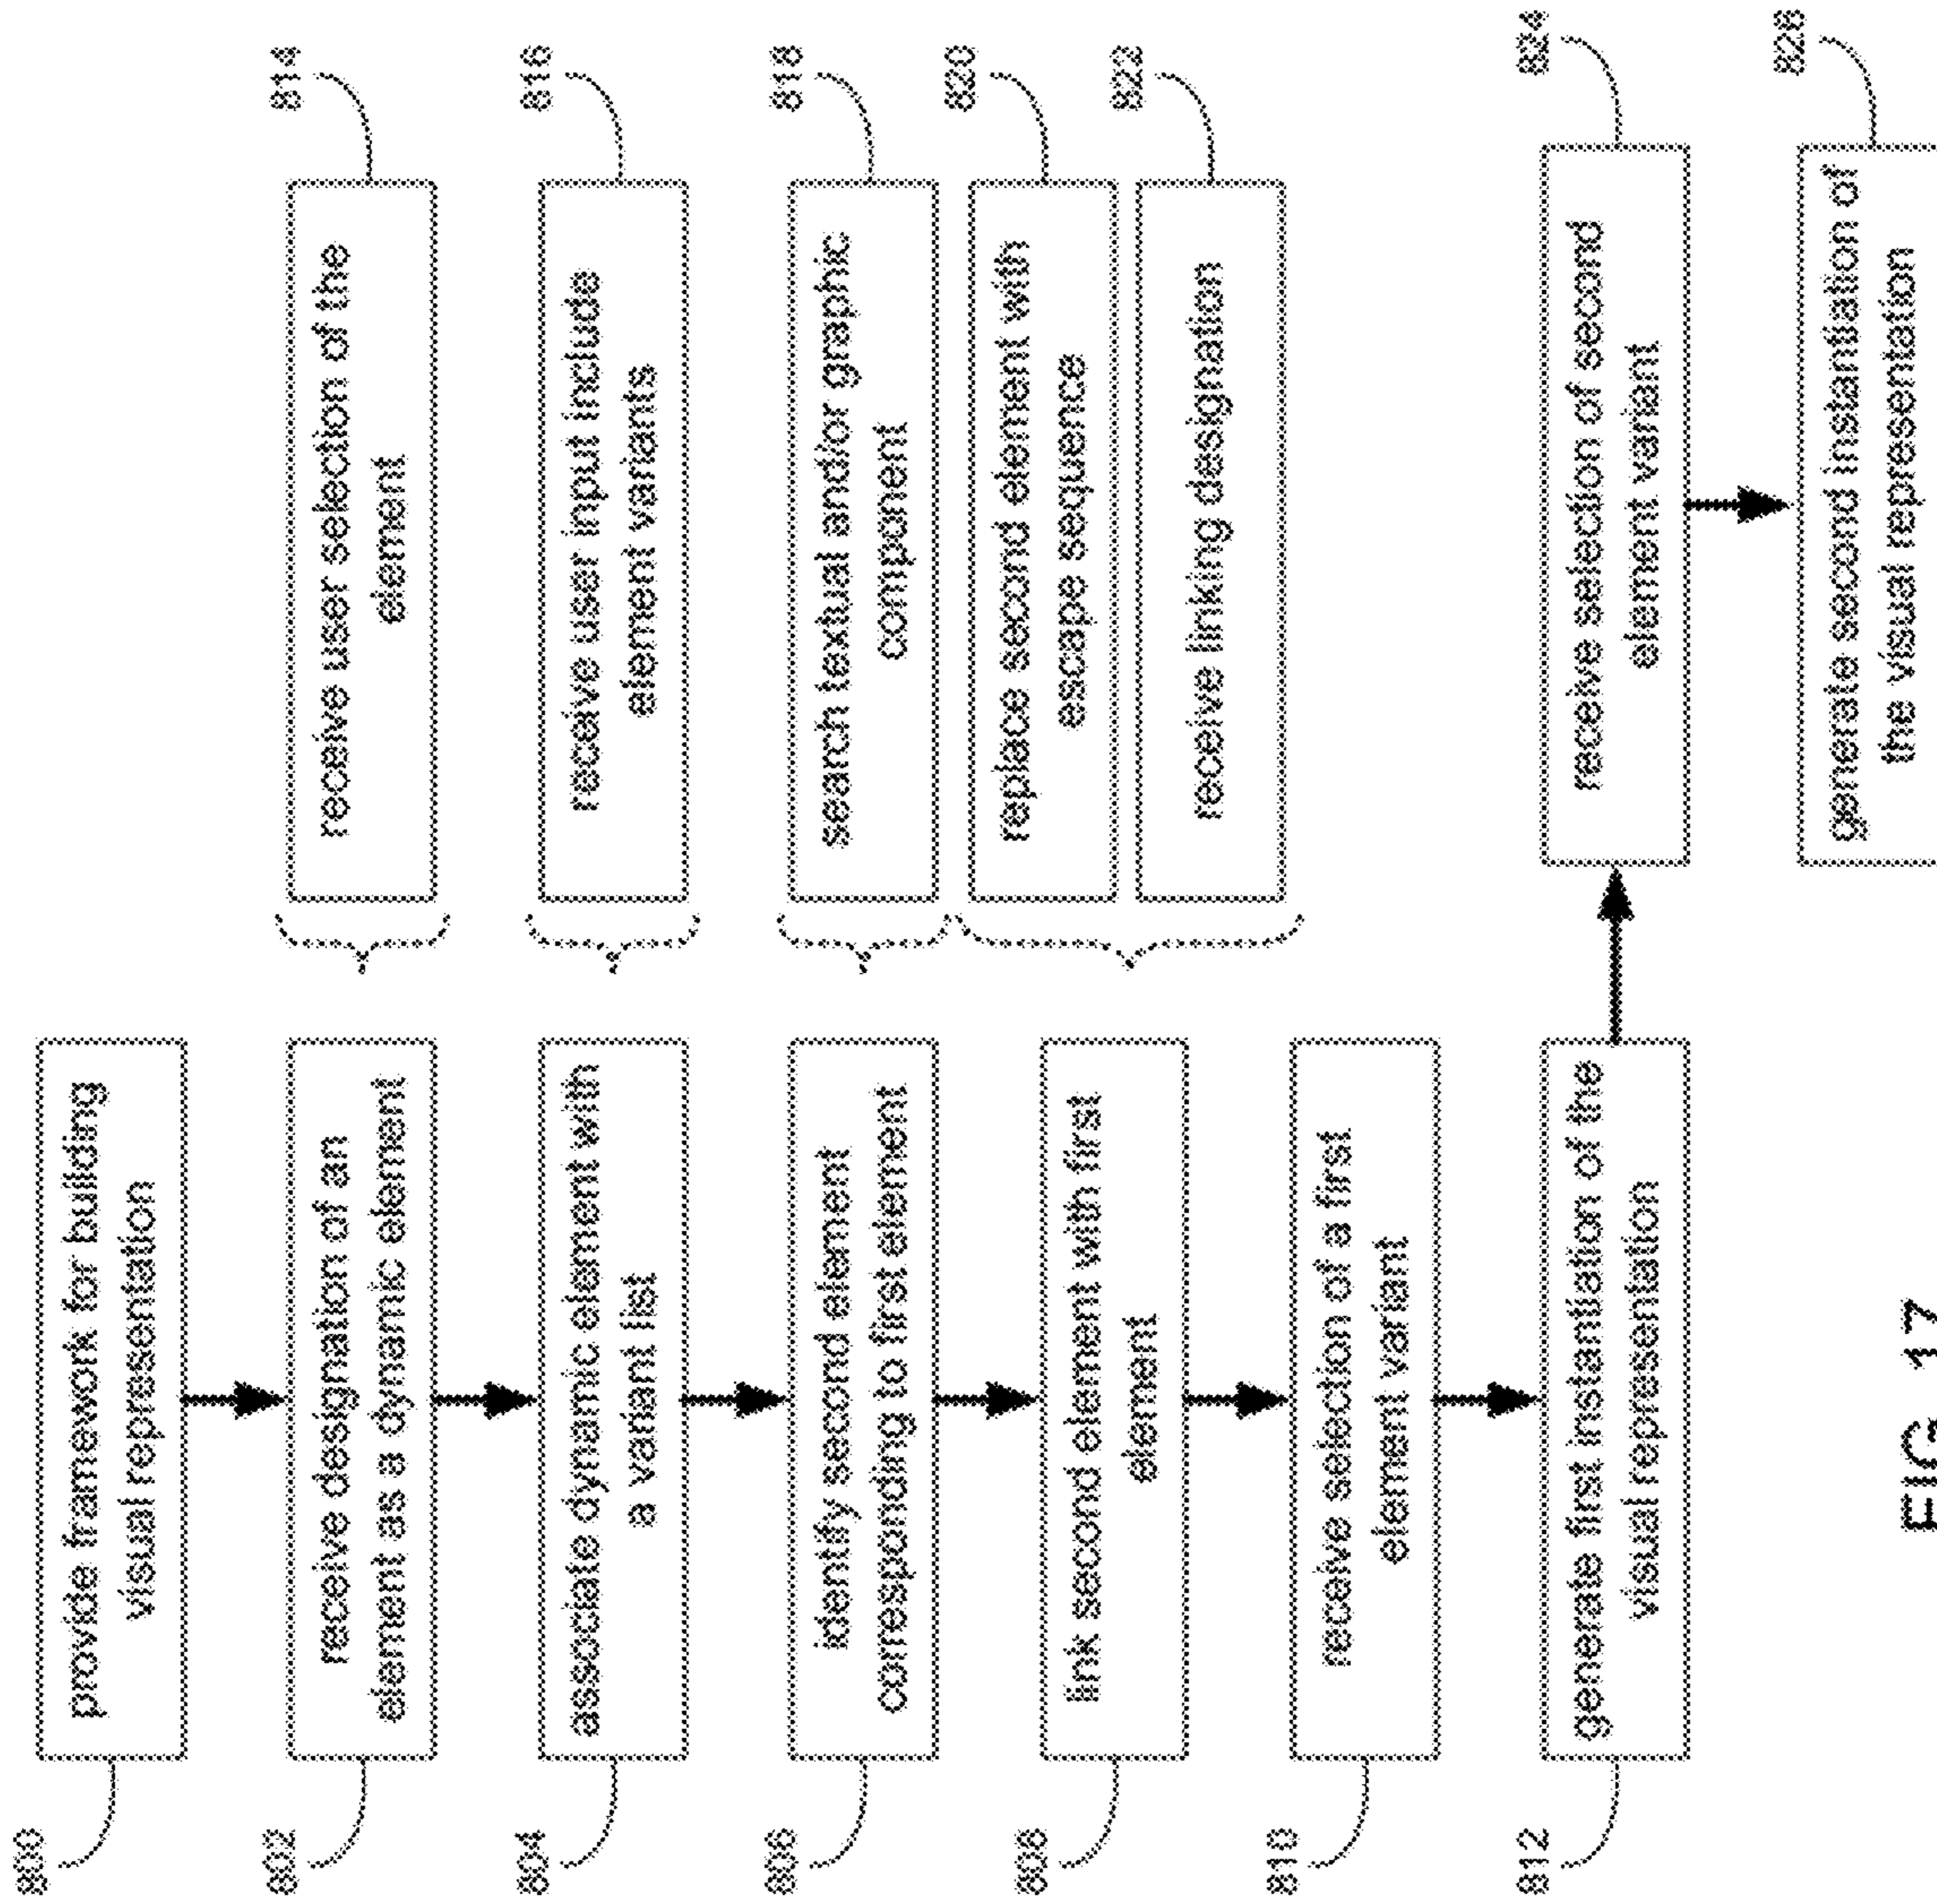 800
provide framework for building
visual representation
802
receive designation of an
element as a dynamic element
804
associate dynamic element with
a variant list
806
identify second element
corresponding to first element
808
link second element with first
element
810
receive selection of a first
element variant
812
generate first instantiation of the
visual representation
814
receive user selection of the
element
816
receive user input include
element variants
818
search textual and/or graphic
component
820
replace second element with
escape sequence
822
receive linking designation
824
receive selection of second
element variant
826
generate second instantiation of
the visual representation
FIG. 17